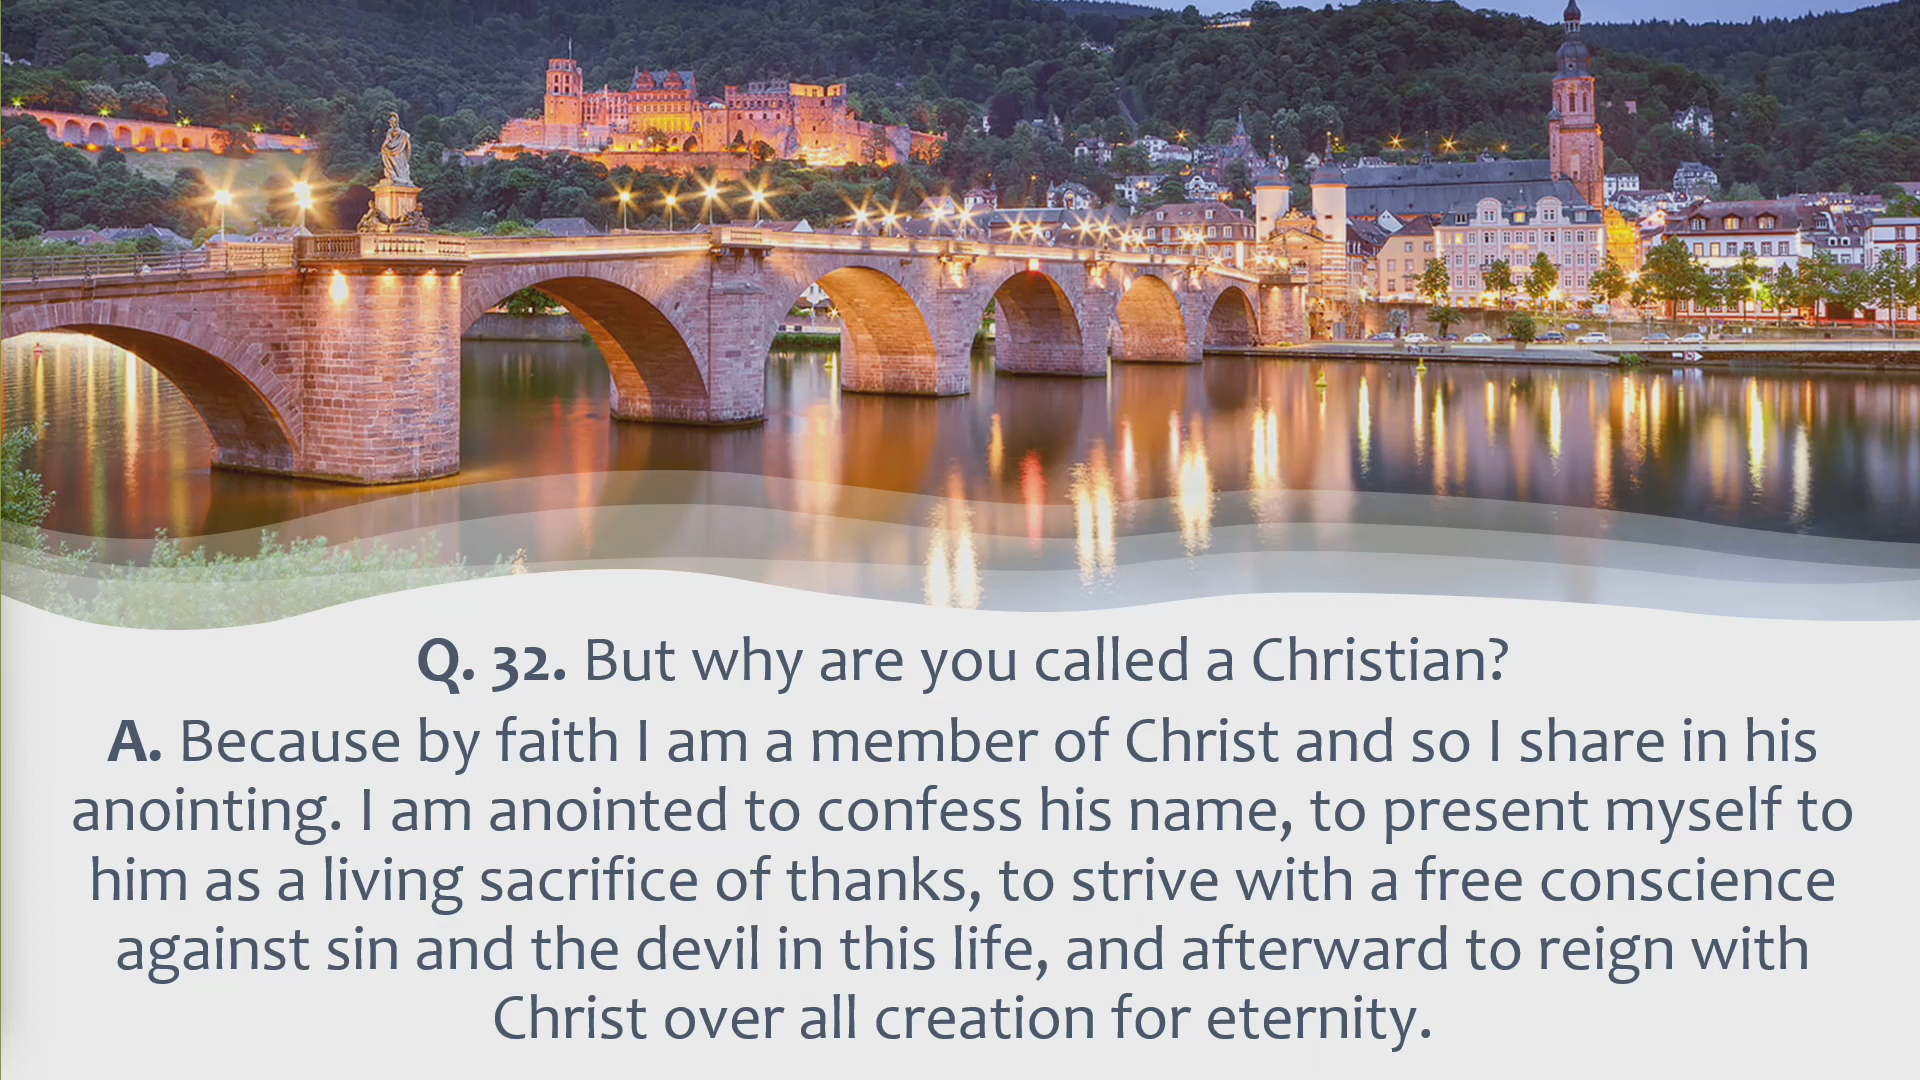 Q. 32. But why are you called a Christian?
A. Because by faith I am a member of Christ and so I share in his
anointing. I am anointed to confess his name, to present myself to
him as a living sacrifice of thanks, to strive with a free conscience
against sin and the devil in this life, and afterward to reign with
Christ over all creation for eternity.